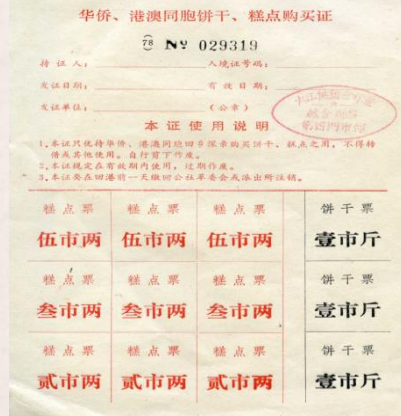 华侨、港澳同胞饼干、糕点购买证
(78) № 029319
持证人： 入境证号码：
发证日期： 有效日期：
发证单位： （公章）
本证使用说明
1、本证只优待华侨、港澳同胞回乡探亲购买饼干、糕点之用，不得转
借或其他使用。自行剪下作废。
2、本证规定在有效期内使用，过期作废。
3、本证要在回港前一天缴回公社革委会或派出所注销。
糕点票 糕点票 糕点票 饼干票
伍市两 伍市两 伍市两 壹市斤
糕点票 糕点票 糕点票 饼干票
叁市两 叁市两 叁市两 壹市斤
糕点票 糕点票 糕点票 饼干票
贰市两 贰市两 贰市两 壹市斤